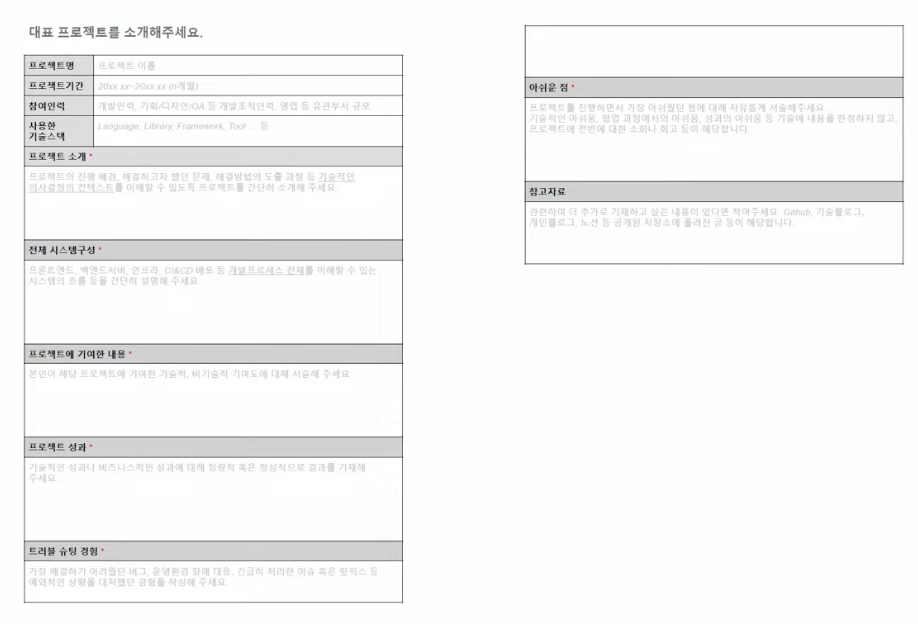 대표 프로젝트를 소개해주세요.
프로젝트명
프로젝트 이름
프로젝트기간
20xx.xx~20xx.xx (n개월)
참여인력
개발인력, 기획/디자인/QA 등 개발조직인력, 영업 등 유관부서 규모
사용한
기술스택
Language, Library, Framework, Tool … 등
프로젝트 소개 *
프로젝트의 진행 배경, 해결하고자 했던 문제, 해결방법의 도출 과정 등 기술적인
의사결정의 컨텍스트를 이해할 수 있도록 프로젝트를 간단히 소개해 주세요.
전체 시스템구성 *
프론트엔드, 백엔드서버, 인프라, CI&CD 배포 등 개발프로세스 전체를 이해할 수 있는
시스템의 흐름 등을 간단히 설명해 주세요.
프로젝트에 기여한 내용 *
본인이 해당 프로젝트에 기여한 기술적, 비기술적 기여도에 대해 서술해 주세요.
프로젝트 성과 *
기술적인 성과나 비즈니스적인 성과에 대해 정량적 혹은 정성적으로 결과를 기재해
주세요.
트러블 슈팅 경험 *
가장 해결하기 어려웠던 버그, 운영환경 장애 대응, 긴급히 처리한 이슈 혹은 핫픽스 등
예외적인 상황을 대처했던 경험을 작성해 주세요.
아쉬운 점 *
프로젝트를 진행하면서 가장 아쉬웠던 점에 대해 자유롭게 서술해주세요.
기술적인 아쉬움, 협업 과정에서의 아쉬움, 성과의 아쉬움 등 기술에 내용를 한정하지 않고,
프로젝트에 전반에 대한 소회나 회고 등이 해당합니다.
참고자료
관련하여 더 추가로 기재하고 싶은 내용이 있다면 적어주세요. Github, 기술블로그,
개인블로그, 노션 등 공개된 저장소에 올려진 글 등이 해당합니다.